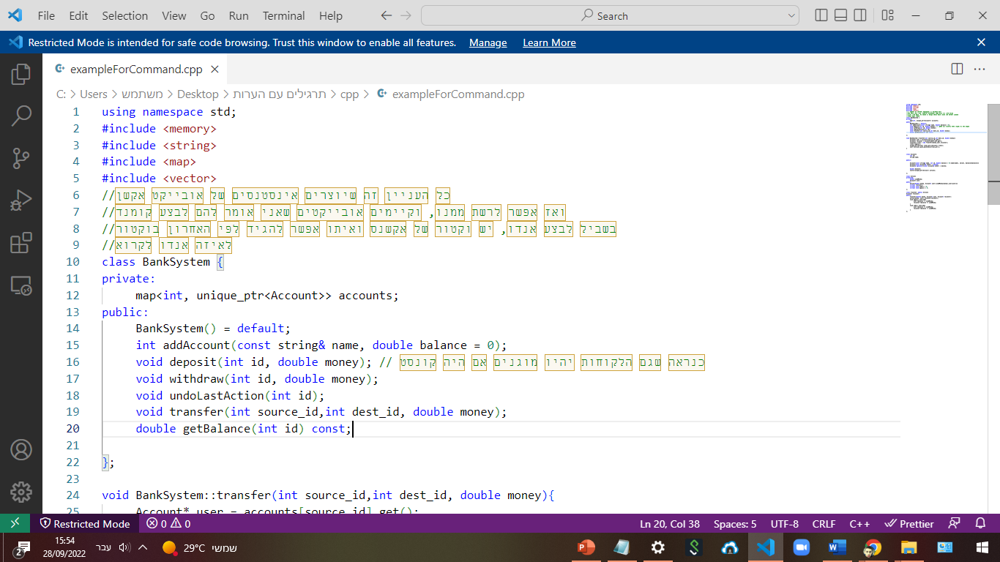 File Edit Selection View Go Run Terminal Help Search
Restricted Mode is intended for safe code browsing. Trust this window to enable all features. Manage Learn More
exampleForCommand.cpp
C: > Users > משתמש > Desktop > תרגילים עם הערות > cpp > exampleForCommand.cpp
1 using namespace std;
2 #include <memory>
3 #include <string>
4 #include <map>
5 #include <vector>
6 //כל העניין זה שיוצרים אינסטנסים של אובייקט אקשן
7 //ואז אפשר לרשת ממנו, וקיימים אובייקטים שאני אומר להם לבצע קומנד
8 //בשביל לבצע אנדו, יש וקטור של אקשנס ואיתו אפשר להגיד לפי האחרון בוקטור
9 //לאיזה אנדו לקרוא
10 class BankSystem {
11 private:
12 map<int, unique_ptr<Account>> accounts;
13 public:
14 BankSystem() = default;
15 int addAccount(const string& name, double balance = 0);
16 void deposit(int id, double money); // כנראה שגם הלקוחות יהיו מוגנים אם היה קונסט
17 void withdraw(int id, double money);
18 void undoLastAction(int id);
19 void transfer(int source_id,int dest_id, double money);
20 double getBalance(int id) const;
21
22 };
23
24 void BankSystem::transfer(int source_id,int dest_id, double money){
25 Account* user = accounts[source_id].get();
Restricted Mode 0 0 Ln 20, Col 38 Spaces: 5 UTF-8 CRLF C++ Prettier
2 15:54 עבר 29°C שמשי
28/09/2022